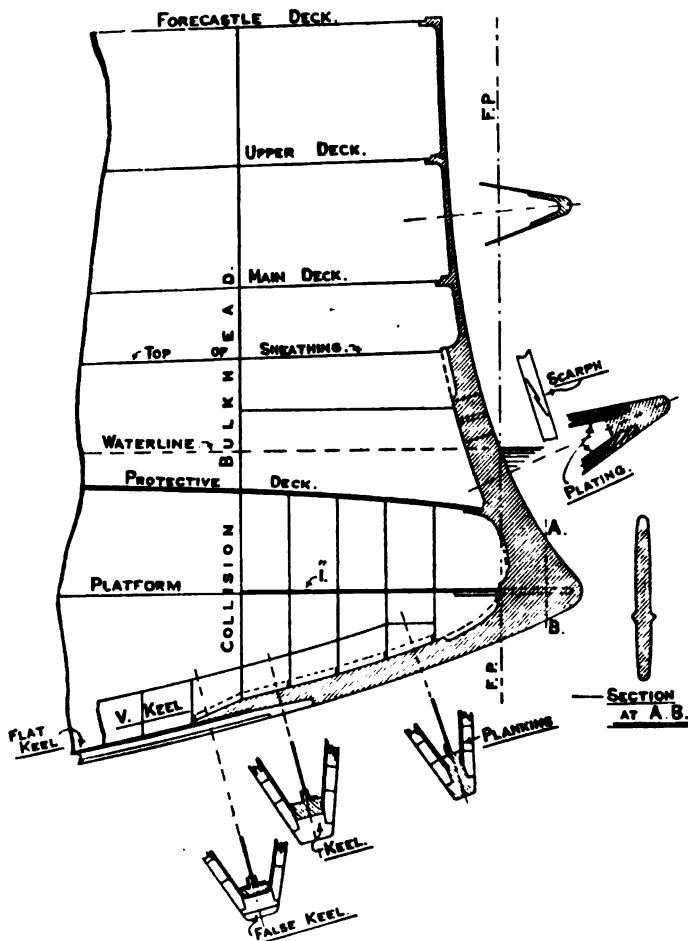 FORECASTLE DECK.
F.P.
UPPER DECK.
MAIN DECK.
TOP OF SHEATHING.
SCARPH
WATERLINE
PLATING.
PROTECTIVE DECK.
COLLISION BULKHEAD.
A.
PLATFORM
1."
B.
F.P.
V. KEEL
SECTION
AT A.B.
FLAT
KEEL
PLANKING
KEEL.
FALSE KEEL.